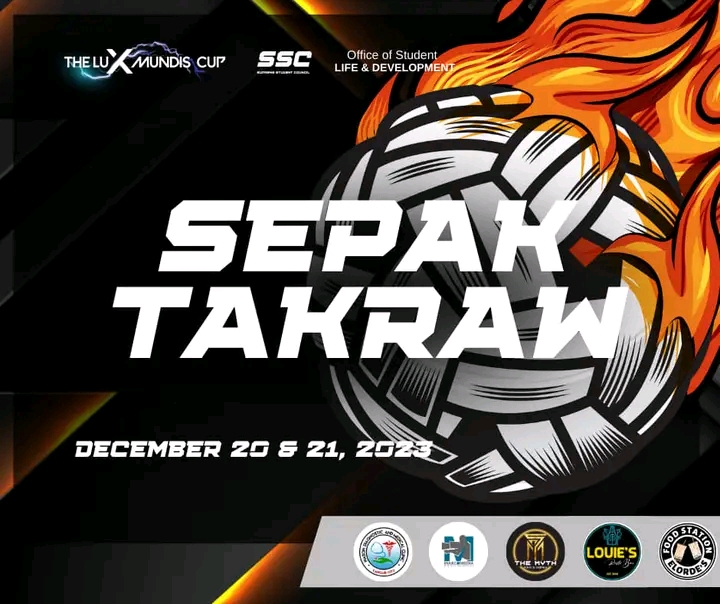 THE LUX MUNDIS CUP
SSC
SUPREME STUDENT COUNCIL
Office of Student
LIFE & DEVELOPMENT
SEPAK
TAKRAW
DECEMBER 20 & 21, 2023
THE MYTH
LOUIE'S
FOOD STATION
ELORDE'S